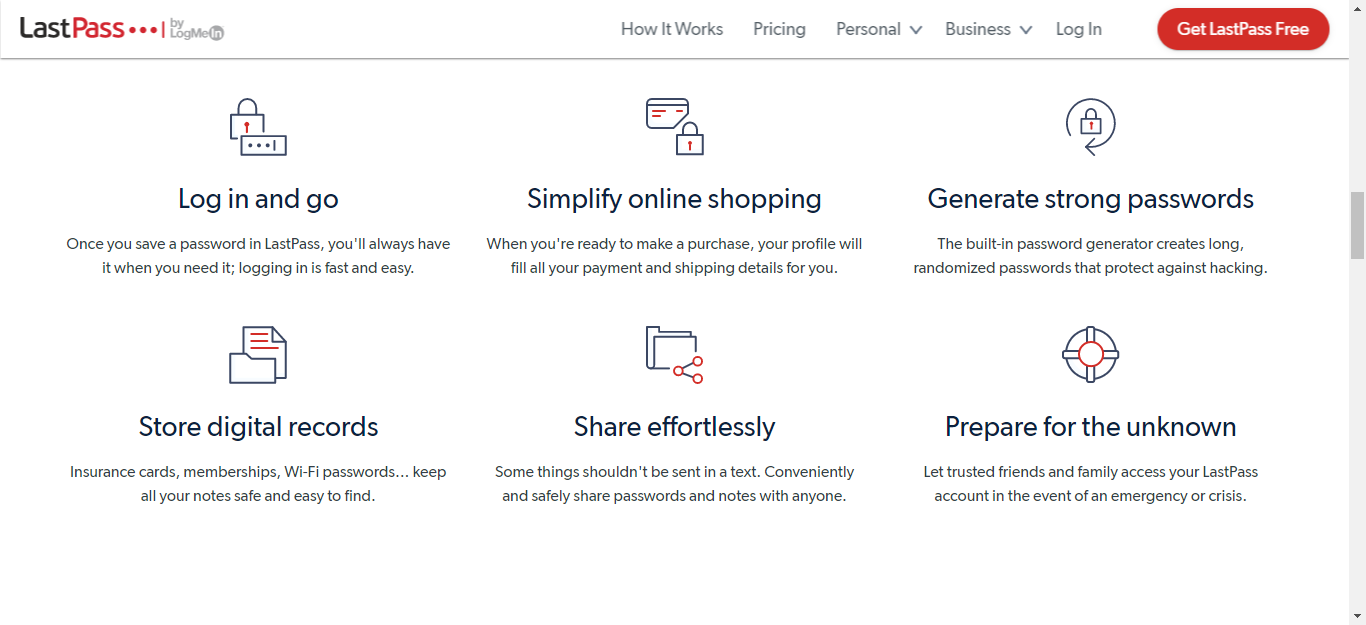 LastPass •••| by LogMeIn
How It Works
Pricing
Personal
Business
Log In
Get LastPass Free
Log in and go
Once you save a password in LastPass, you'll always have
it when you need it; logging in is fast and easy.
Simplify online shopping
When you're ready to make a purchase, your profile will
fill all your payment and shipping details for you.
Generate strong passwords
The built-in password generator creates long,
randomized passwords that protect against hacking.
Store digital records
Insurance cards, memberships, Wi-Fi passwords... keep
all your notes safe and easy to find.
Share effortlessly
Some things shouldn't be sent in a text. Conveniently
and safely share passwords and notes with anyone.
Prepare for the unknown
Let trusted friends and family access your LastPass
account in the event of an emergency or crisis.